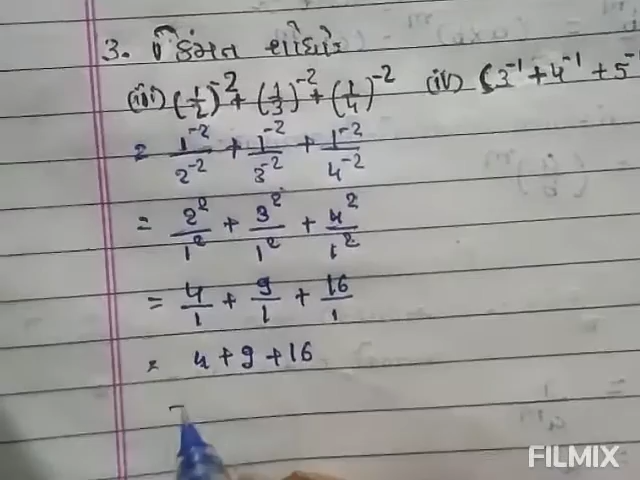 3. કિંમત શોધો
(iii) (1/2)^-2 + (1/3)^-2 + (1/4)^-2 (iv) (3^-1 + 4^-1 + 5^-1
= 1^-2/2^-2 + 1^-2/3^-2 + 1^-2/4^-2
= 2^2/1^2 + 3^2/1^2 + 4^2/1^2
= 4/1 + 9/1 + 16/1
= 4 + 9 + 16
FILMIX